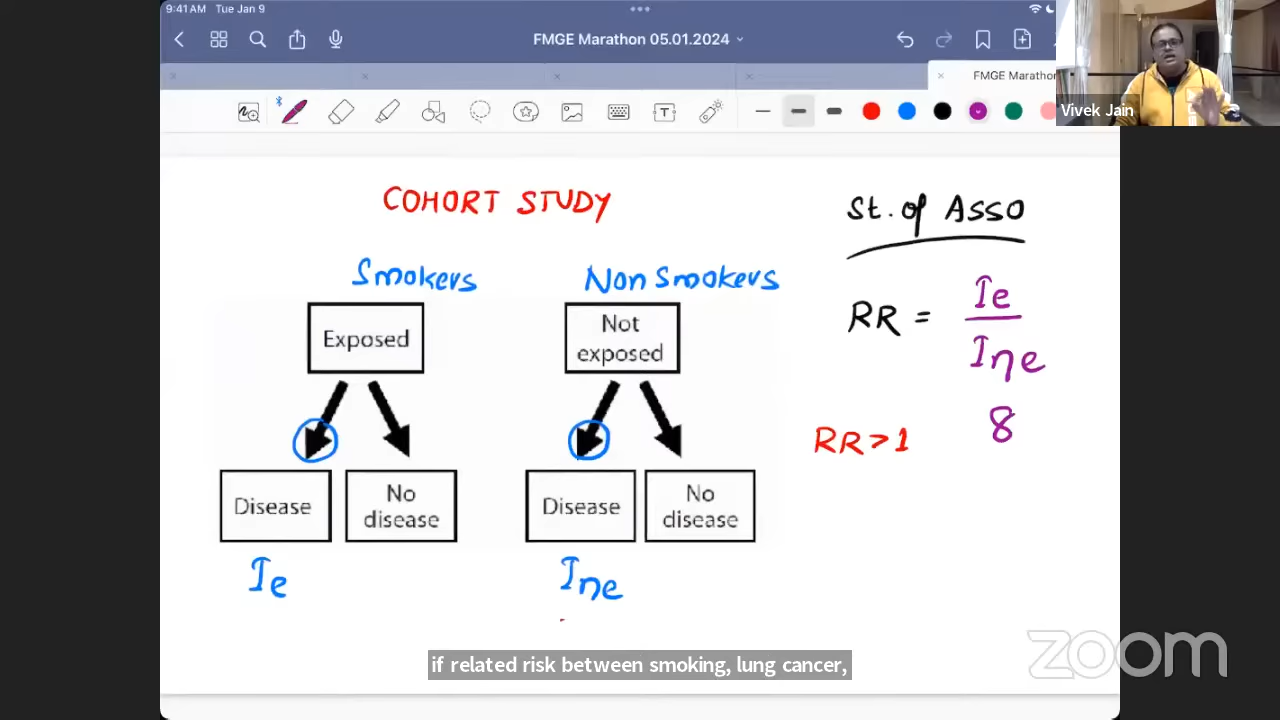 9:41AM Tue Jan 9
FMGE Marathon 05.01.2024
FMGE Marathon
Vivek Jain
COHORT STUDY
St. of ASSO
Smokers
Non Smokers
Exposed
Not
exposed
RR = Ie
Ine
8
RR > 1
Disease
No
disease
Disease
No
disease
Ie
Ine
if related risk between smoking, lung cancer,
zoom